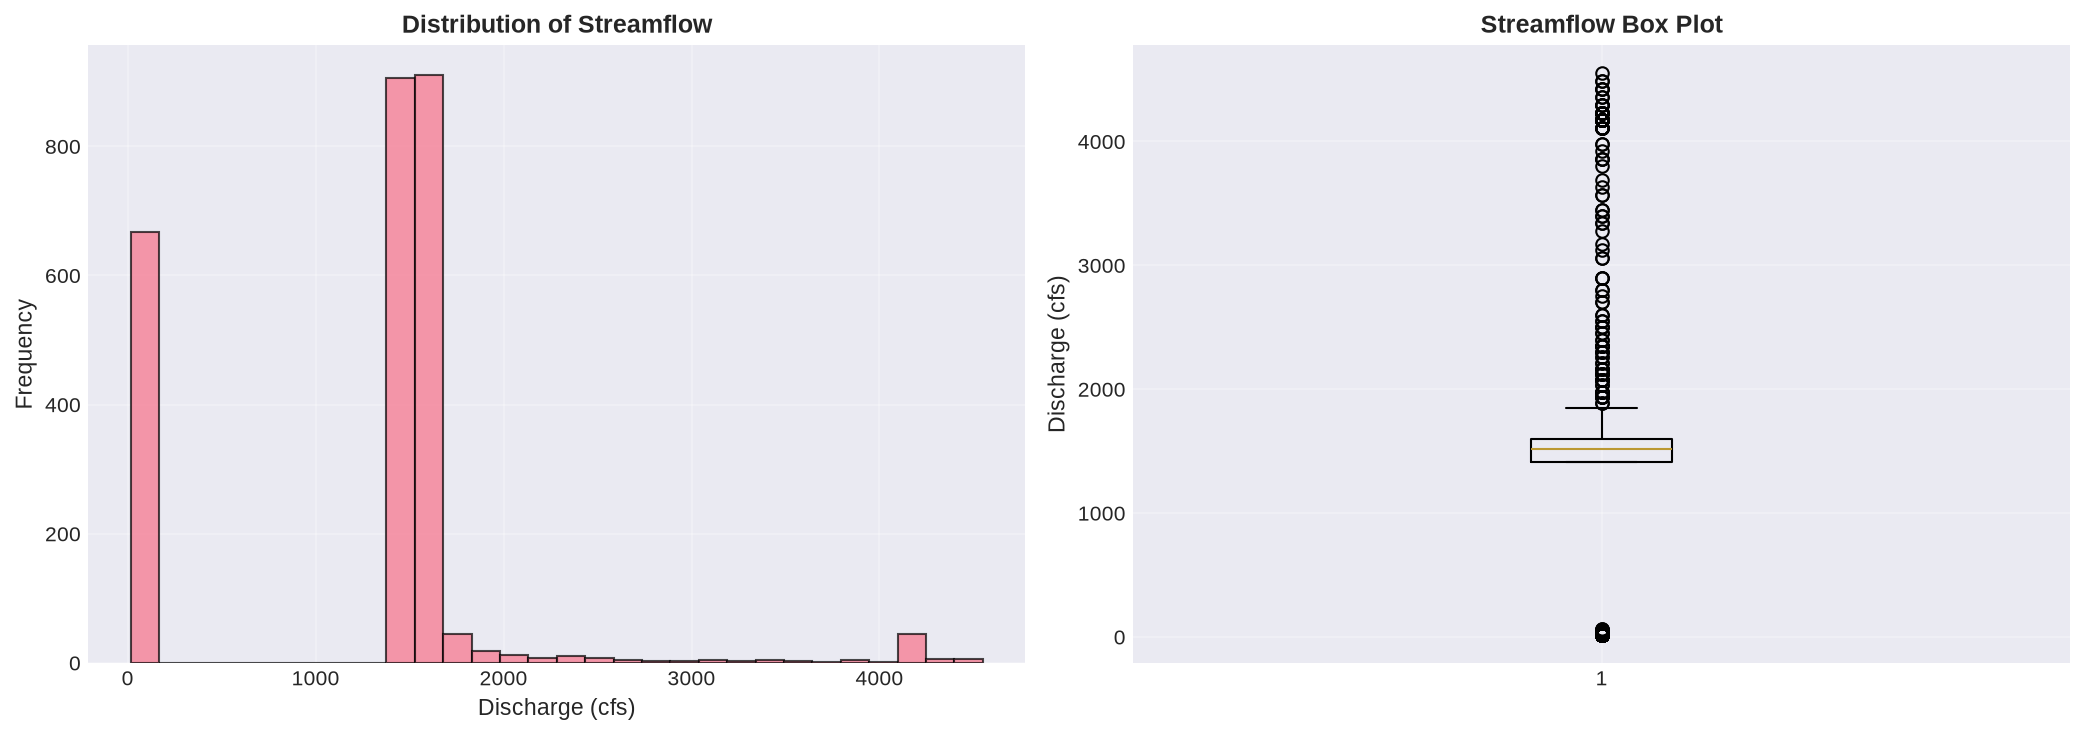 Distribution of Streamflow
Frequency
800
600
400
200
0
0 1000 2000 3000 4000
Discharge (cfs)
Streamflow Box Plot
Discharge (cfs)
4000
3000
2000
1000
0
1